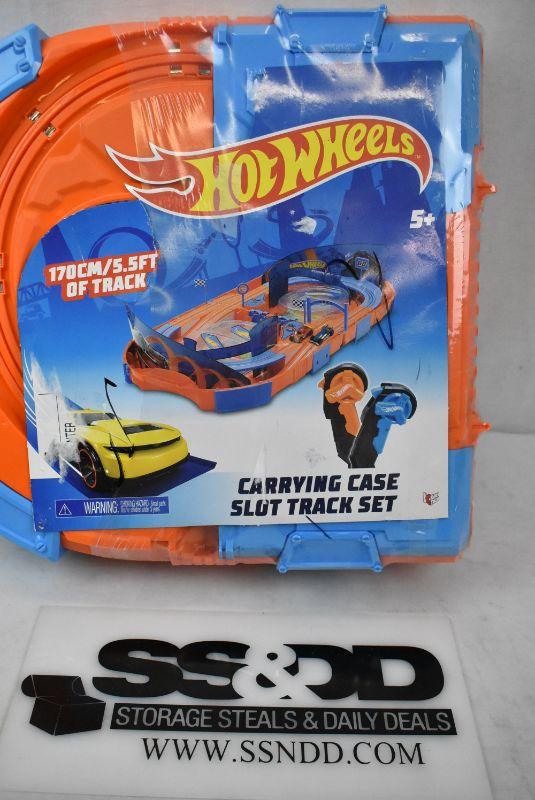 HOT WHEELS
5+
170CM/5.5FT
OF TRACK
WARNING:
CARRYING CASE
SLOT TRACK SET
SS&DD
STORAGE STEALS & DAILY DEALS
WWW.SSNDD.COM